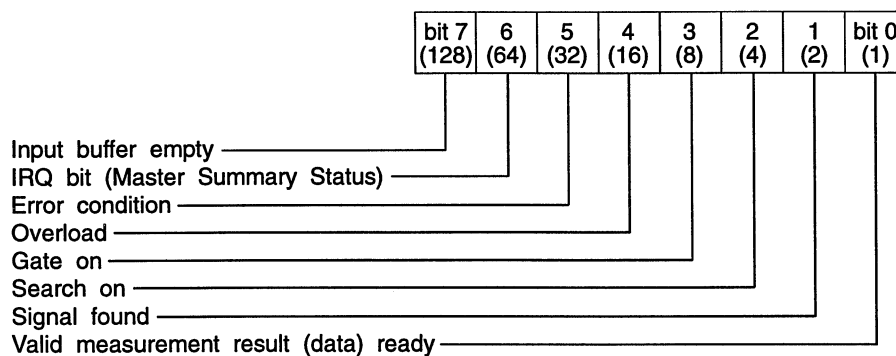 bit 7 6 5 4 3 2 1 bit 0
(128) (64) (32) (16) (8) (4) (2) (1)
Input buffer empty
IRQ bit (Master Summary Status)
Error condition
Overload
Gate on
Search on
Signal found
Valid measurement result (data) ready